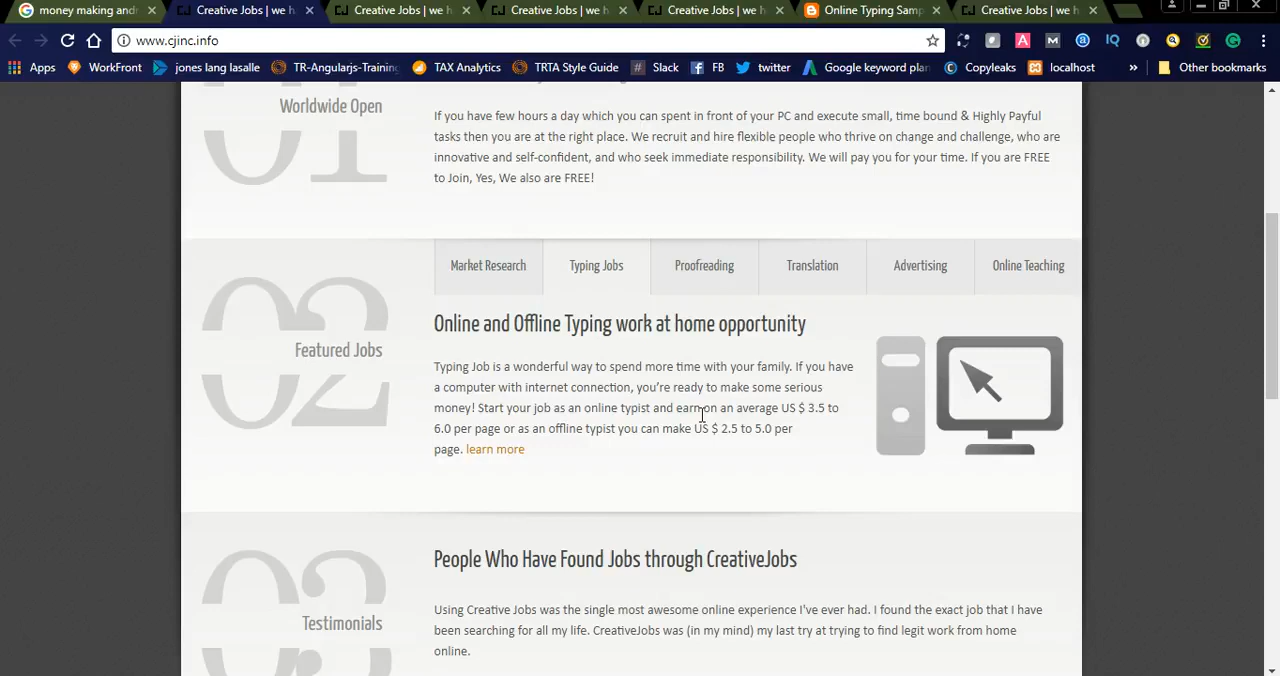 money making andr
Creative Jobs | we h
Creative Jobs | we h
Creative Jobs | we h
Creative Jobs | we h
Online Typing Samp
Creative Jobs | we h
www.cjinc.info
Apps
WorkFront
jones lang lasalle
TR-Angularjs-Training
TAX Analytics
TRTA Style Guide
Slack
FB
twitter
Google keyword plan
Copyleaks
localhost
»
Other bookmarks
01
Worldwide Open
If you have few hours a day which you can spent in front of your PC and execute small, time bound & Highly Payful
tasks then you are at the right place. We recruit and hire flexible people who thrive on change and challenge, who are
innovative and self-confident, and who seek immediate responsibility. We will pay you for your time. If you are FREE
to Join, Yes, We also are FREE!
Market Research
Typing Jobs
Proofreading
Translation
Advertising
Online Teaching
02
Featured Jobs
Online and Offline Typing work at home opportunity
Typing Job is a wonderful way to spend more time with your family. If you have
a computer with internet connection, you're ready to make some serious
money! Start your job as an online typist and earn on an average US $ 3.5 to
6.0 per page or as an offline typist you can make US $ 2.5 to 5.0 per
page. learn more
03
Testimonials
People Who Have Found Jobs through CreativeJobs
Using Creative Jobs was the single most awesome online experience I've ever had. I found the exact job that I have
been searching for all my life. CreativeJobs was (in my mind) my last try at trying to find legit work from home
online.